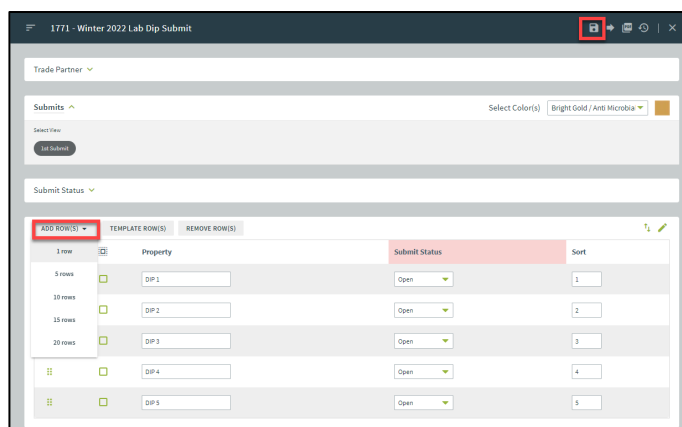 1771 - Winter 2022 Lab Dip Submit
Trade Partner
Submits
Select Color(s) Bright Gold / Anti Microbia
Select View
1st Submit
Submit Status
ADD ROW(S) TEMPLATE ROW(S) REMOVE ROW(S)
1 row Property Submit Status Sort
5 rows DIP 1 Open 1
10 rows
DIP 2 Open 2
15 rows
20 rows DIP 3 Open 3
DIP 4 Open 4
DIP 5 Open 5